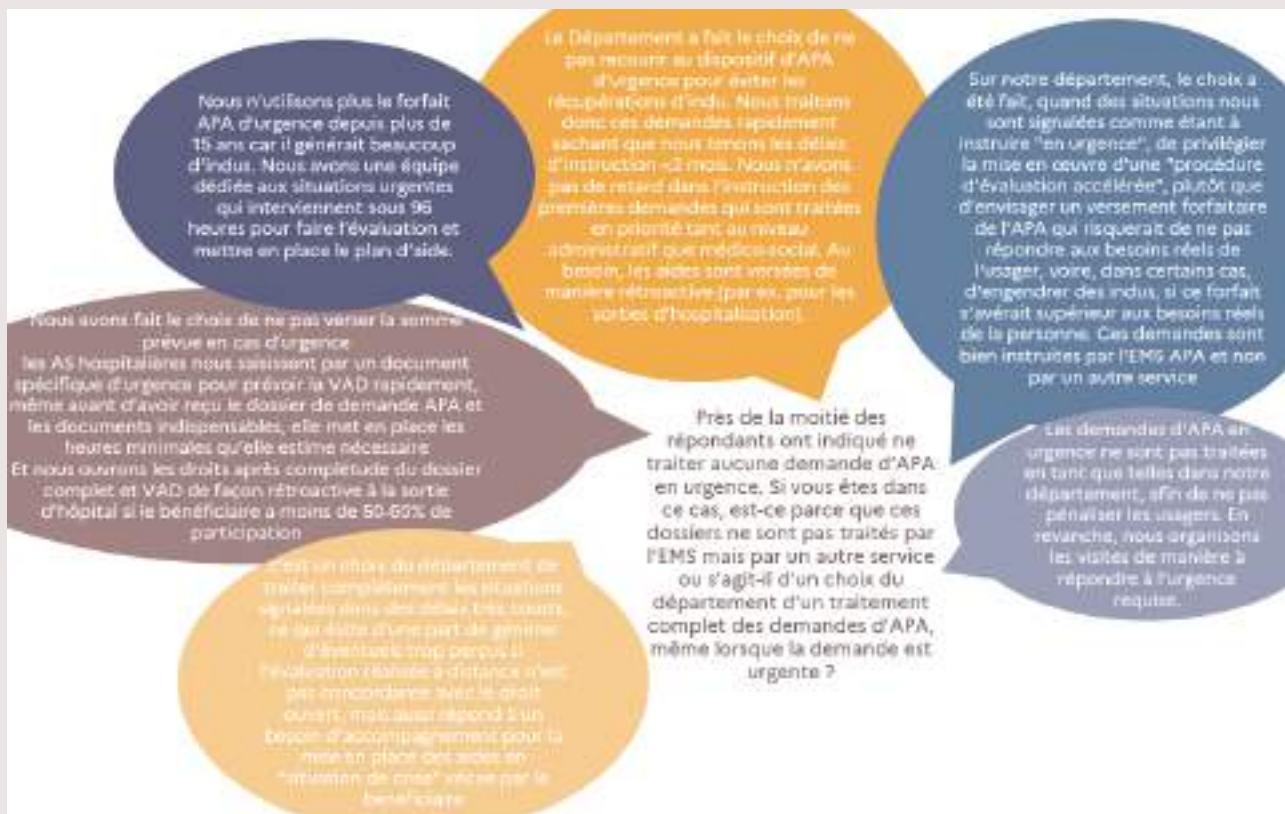 Nous n'utilisons plus le forfait
APA d'urgence depuis plus de
15 ans car il générait beaucoup
d'indus. Nous avons une équipe
dédiée aux situations urgentes
qui interviennent sous 96
heures pour faire l'évaluation et
mettre en place le plan d'aide.
Le Département a fait le choix de ne
pas recourir au dispositif d'APA
d'urgence pour éviter les
récupérations d'indu. Nous traitons
donc ces demandes rapidement
sachant que nous tenons les délais
d'instruction <2 mois. Nous n'avons
pas de retard dans l'instruction des
premières demandes qui sont traitées
en priorité tant au niveau
administratif que médico-social. Au
besoin, les aides sont versées de
manière rétroactive (par ex. pour les
sorties d'hospitalisation).
Sur notre département, le choix a
été fait, quand des situations nous
sont signalées comme étant à
instruire "en urgence", de privilégier
la mise en œuvre d'une "procédure
d'évaluation accélérée", plutôt que
d'envisager un versement forfaitaire
de l'APA qui risquerait de ne pas
répondre aux besoins réels de
l'usager, voire, dans certains cas,
d'engendrer des indus, si ce forfait
s'avérait supérieur aux besoins réels
de la personne. Ces demandes sont
bien instruites par l'EMS APA et non
par un autre service
Nous avons fait le choix de ne pas verser la somme
prévue en cas d'urgence
les AS hospitalières nous saisissent par un document
spécifique d'urgence pour prévoir la VAD rapidement,
même avant d'avoir reçu le dossier de demande APA et
les documents indispensables, elle met en place les
heures minimales qu'elle estime nécessaire
Et nous ouvrons les droits après complétude du dossier
complet et VAD de façon rétroactive à la sortie
d'hôpital si le bénéficiaire a moins de de
participation
Près de la moitié des
répondants ont indiqué ne
traiter aucune demande d'APA
en urgence. Si vous êtes dans
ce cas, est-ce parce que ces
dossiers ne sont pas traités par
l'EMS mais par un autre service
ou s'agit-il d'un choix du
département d'un traitement
complet des demandes d'APA,
même lorsque la demande est
urgente ?
Les demandes d'APA en
urgence ne sont pas traitées
en tant que telles dans notre
département, afin de ne pas
pénaliser les usagers. En
revanche, nous organisons
les visites de manière à
répondre à l'urgence
requise.
C'est un choix du département de
traiter complètement les situations
signalées dans des délais très courts,
ce qui évite d'une part de générer
d'éventuels trop perçus si
l'évaluation réalisée à distance n'est
pas concordante avec le droit
ouvert, mais aussi répond à un
besoin d'accompagnement pour la
mise en place des aides en
"situation de crise" vécue par le
bénéficiaire